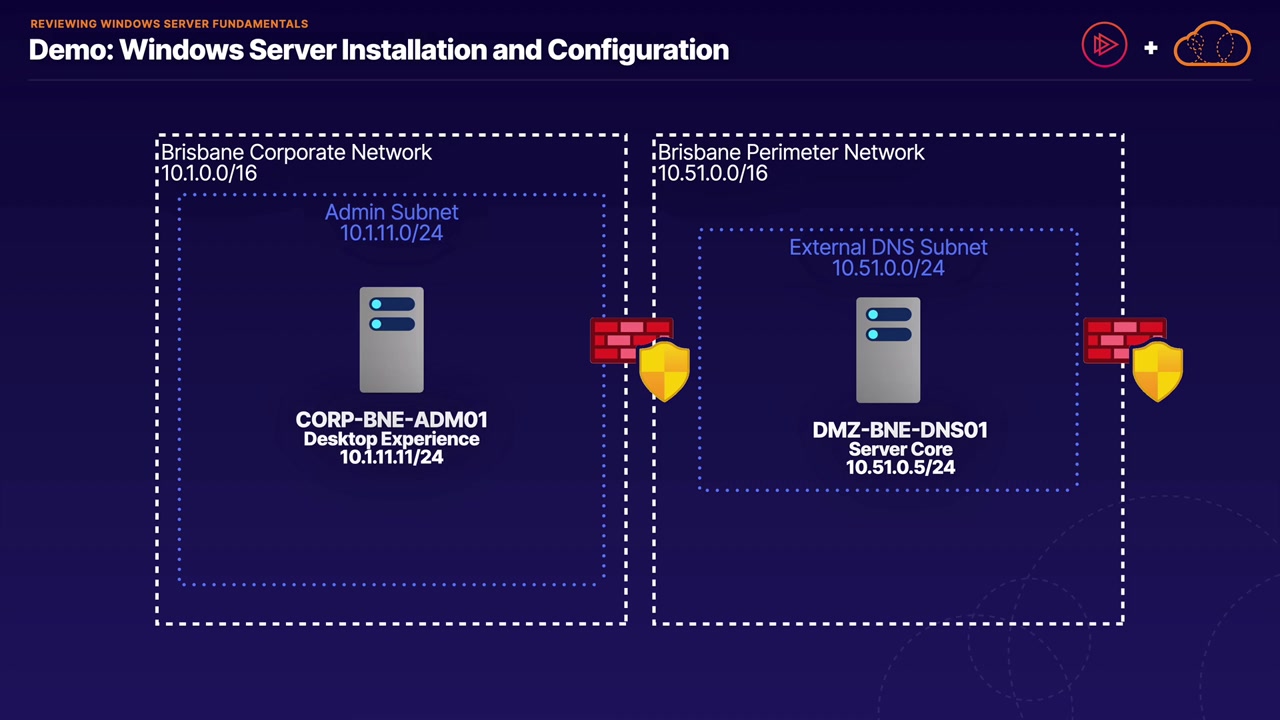 REVIEWING WINDOWS SERVER FUNDAMENTALS
Demo: Windows Server Installation and Configuration
+
Brisbane Corporate Network
10.1.0.0/16
Admin Subnet
10.1.11.0/24
CORP-BNE-ADM01
Desktop Experience
10.1.11.11/24
Brisbane Perimeter Network
10.51.0.0/16
External DNS Subnet
10.51.0.0/24
DMZ-BNE-DNS01
Server Core
10.51.0.5/24